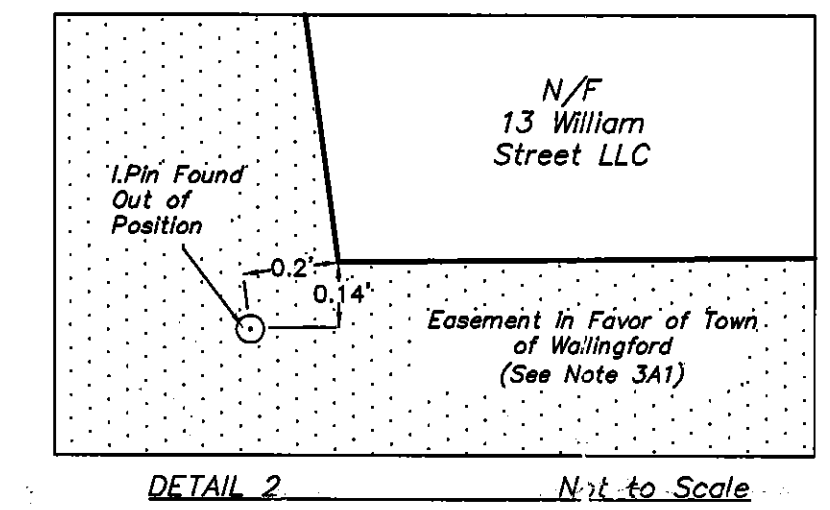 N/F
13 William
Street LLC
I.Pin Found
Out of
Position
0.2'
0.14'
Easement In Favor of Town
of Wallingford
(See Note 3A1)
DETAIL 2 Not to Scale